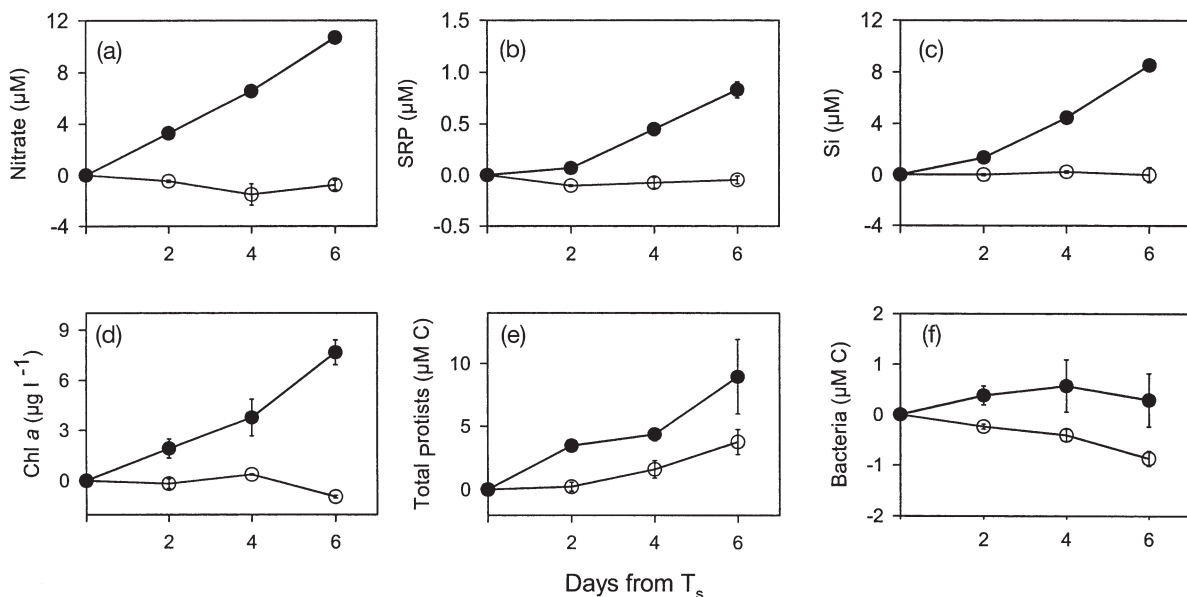 12
(a)
8
4
0
-4
Nitrate (µM)
2 4 6
1.5
(b)
1.0
0.5
0.0
-0.5
SRP (µM)
2 4 6
12
(c)
8
4
0
-4
Si (µM)
2 4 6
9
(d)
6
3
0
Chl a (µg l -1)
2 4 6
(e)
10
5
0
Total protists (µM C)
2 4 6
2
(f)
1
0
-1
-2
Bacteria (µM C)
2 4 6
Days from Ts